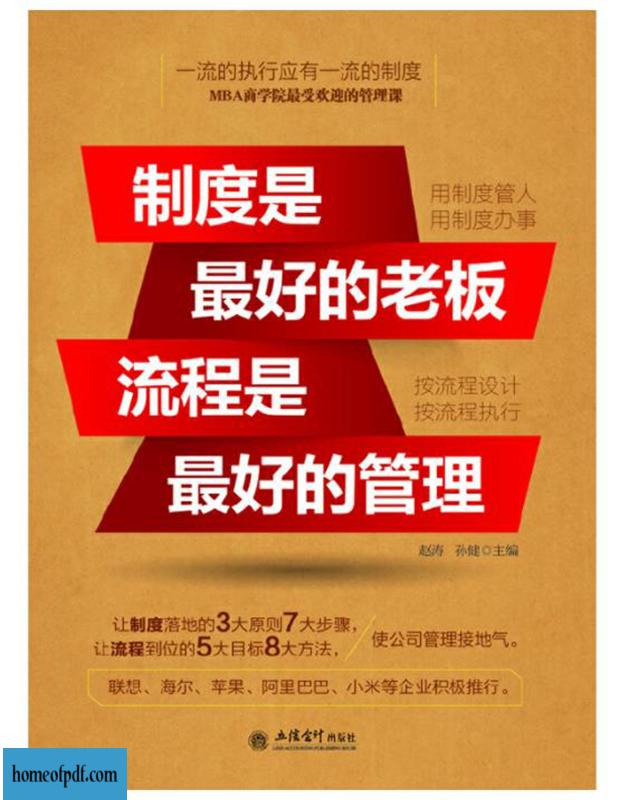 一流的执行应有一流的制度
MBA商学院最受欢迎的管理课
制度是
用制度管人
用制度办事
最好的老板
流程是
按流程设计
按流程执行
最好的管理
赵涛 孙健◎主编
让制度落地的3大原则7大步骤，
让流程到位的5大目标8大方法，
使公司管理接地气。
联想、海尔、苹果、阿里巴巴、小米等企业积极推行。
立信会计出版社
LIXIN ACCOUNTING PUBLISHING HOUSE
homeofpdf.com